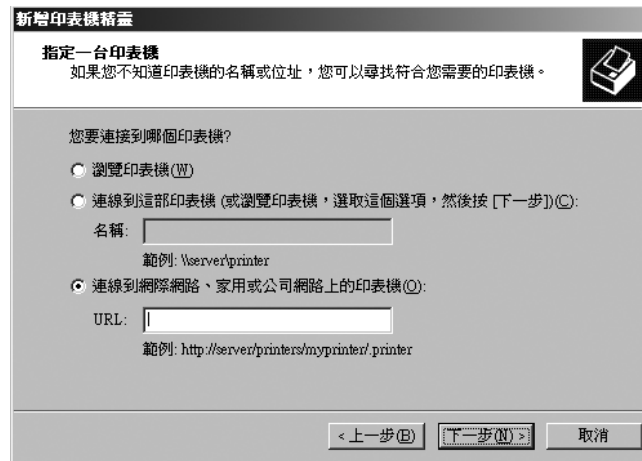 新增印表機精靈
指定一台印表機
如果您不知道印表機的名稱或位址，您可以尋找符合您需要的印表機。
您要連接到哪個印表機?
瀏覽印表機(W)
連線到這部印表機 (或瀏覽印表機，選取這個選項，然後按 [下一步])(C):
名稱:
範例: \\server\printer
連線到網際網路、家用或公司網路上的印表機(O):
URL:
範例: http://server/printers/myprinter/.printer
< 上一步(B) 下一步(N) > 取消